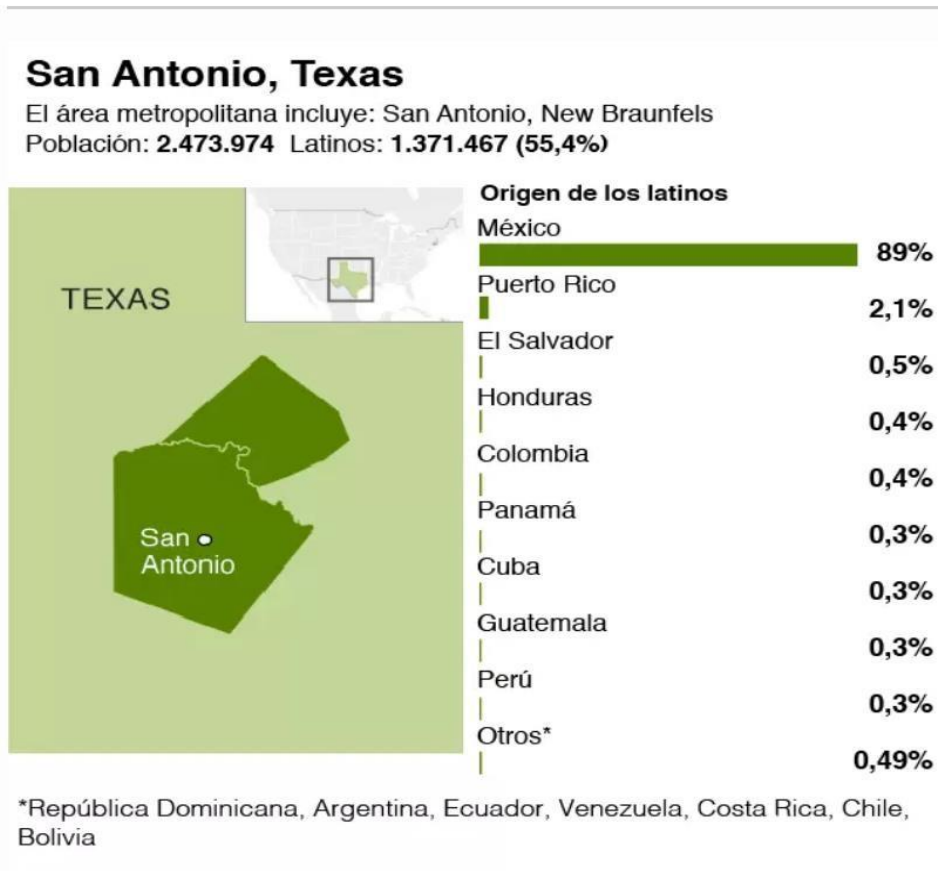 San Antonio, Texas
El área metropolitana incluye: San Antonio, New Braunfels
Población: 2.473.974 Latinos: 1.371.467 (55,4%)
TEXAS
San
Antonio
Origen de los latinos
México
89%
Puerto Rico
2,1%
El Salvador
0,5%
Honduras
0,4%
Colombia
0,4%
Panamá
0,3%
Cuba
0,3%
Guatemala
0,3%
Perú
0,3%
Otros*
0,49%
*República Dominicana, Argentina, Ecuador, Venezuela, Costa Rica, Chile,
Bolivia